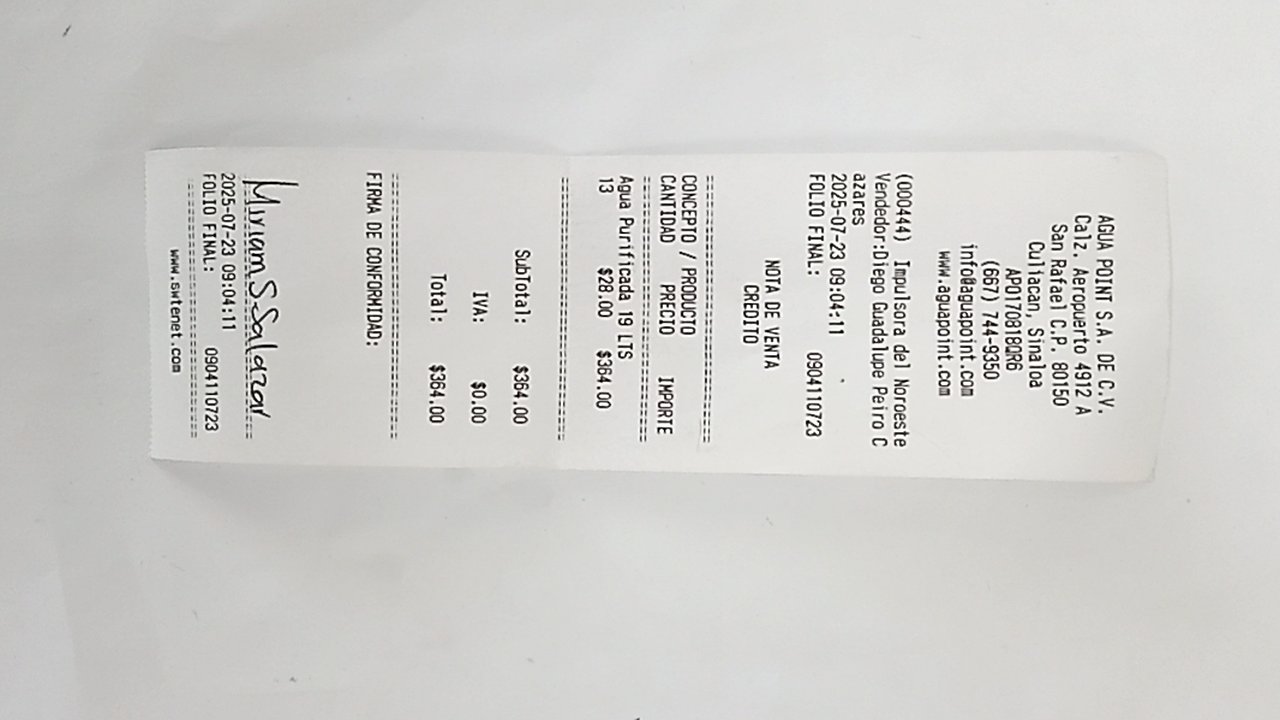 AGUA POINT S.A. DE C.V.
Calz. Aeropuerto 4912 A
San Rafael C.P. 80150
Culiacan, Sinaloa
APO170818QR6
(667) 744-9350
info@aguapoint.com
www.aguapoint.com
(000444) Impulsora del Noroeste
Vendedor:Diego Guadalupe Peiro C
azares
2025-07-23 09:04:11
FOLIO FINAL: 0904110723
NOTA DE VENTA
CREDITO
CONCEPTO / PRODUCTO
CANTIDAD PRECIO IMPORTE
Agua Purificada 19 LTS
13 $28.00 $364.00
SubTotal: $364.00
IVA: $0.00
Total: $364.00
FIRMA DE CONFORMIDAD:
Miriam S. Salazar
2025-07-23 09:04:11
FOLIO FINAL: 0904110723
www.swtenet.com